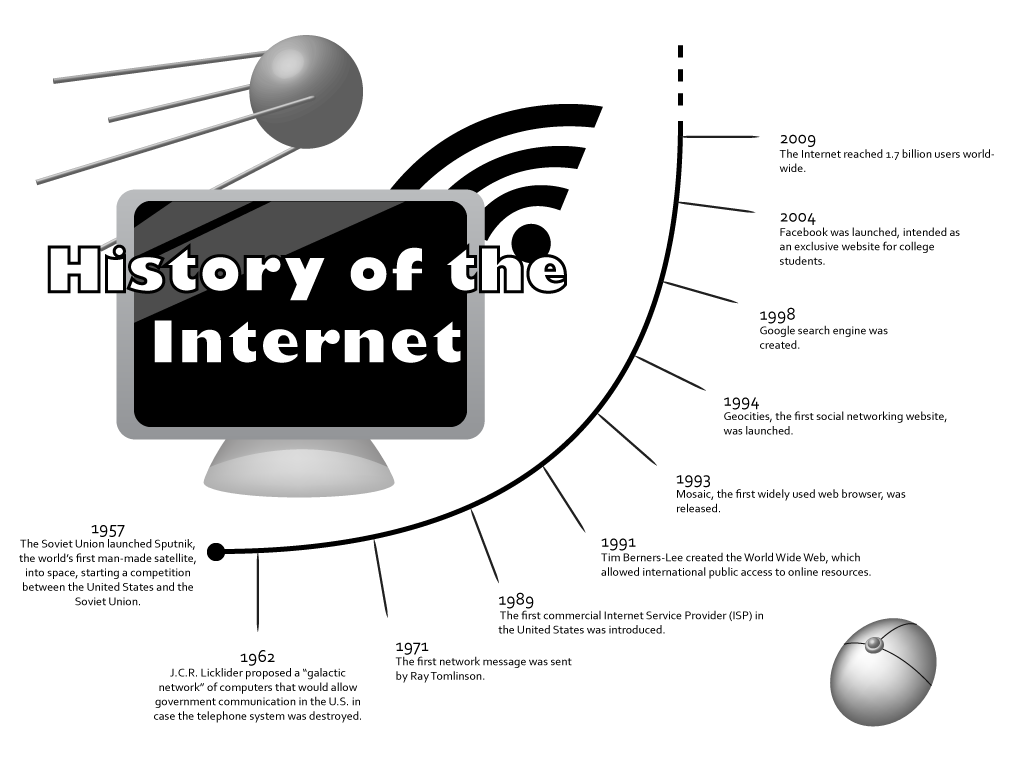 History of the
Internet
1957
The Soviet Union launched Sputnik,
the world's first man-made satellite,
into space, starting a competition
between the United States and the
Soviet Union.
1962
J.C.R. Licklider proposed a "galactic
network" of computers that would allow
government communication in the U.S. in
case the telephone system was destroyed.
1971
The first network message was sent
by Ray Tomlinson.
1989
The first commercial Internet Service Provider (ISP) in
the United States was introduced.
1991
Tim Berners-Lee created the World Wide Web, which
allowed international public access to online resources.
1993
Mosaic, the first widely used web browser, was
released.
1994
Geocities, the first social networking website,
was launched.
1998
Google search engine was
created.
2004
Facebook was launched, intended as
an exclusive website for college
students.
2009
The Internet reached 1.7 billion users world-
wide.